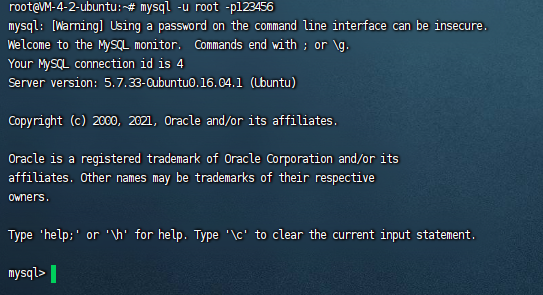 root@VM-4-2-ubuntu:~# mysql -u root -p123456
mysql: [Warning] Using a password on the command line interface can be insecure.
Welcome to the MySQL monitor.  Commands end with ; or \g.
Your MySQL connection id is 4
Server version: 5.7.33-0ubuntu0.16.04.1 (Ubuntu)
Copyright (c) 2000, 2021, Oracle and/or its affiliates.
Oracle is a registered trademark of Oracle Corporation and/or its
affiliates. Other names may be trademarks of their respective
owners.
Type 'help;' or '\h' for help. Type '\c' to clear the current input statement.
mysql>